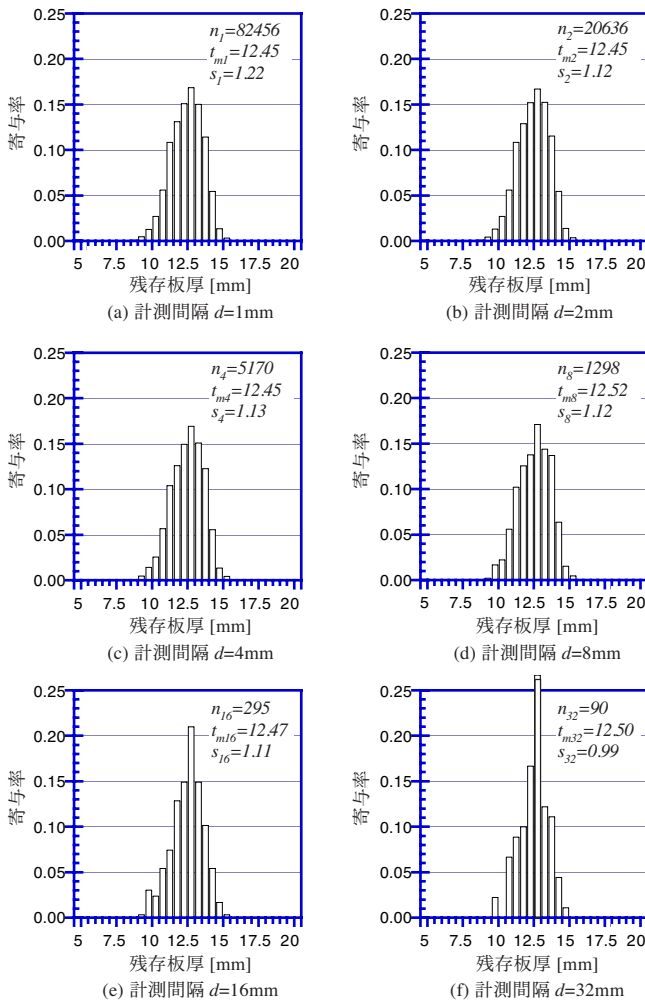 0.25
0.20
0.15
0.10
0.05
0.00
寄与率
n1=82456
tm1=12.45
s1=1.22
5 7.5 10 12.5 15 17.5 20
残存板厚 [mm]
(a) 計測間隔 d=1mm
0.25
0.20
0.15
0.10
0.05
0.00
寄与率
n2=20636
tm2=12.45
s2=1.12
5 7.5 10 12.5 15 17.5 20
残存板厚 [mm]
(b) 計測間隔 d=2mm
0.25
0.20
0.15
0.10
0.05
0.00
寄与率
n4=5170
tm4=12.45
s4=1.13
5 7.5 10 12.5 15 17.5 20
残存板厚 [mm]
(c) 計測間隔 d=4mm
0.25
0.20
0.15
0.10
0.05
0.00
寄与率
n8=1298
tm8=12.52
s8=1.12
5 7.5 10 12.5 15 17.5 20
残存板厚 [mm]
(d) 計測間隔 d=8mm
0.25
0.20
0.15
0.10
0.05
0.00
寄与率
n16=295
tm16=12.47
s16=1.11
5 7.5 10 12.5 15 17.5 20
残存板厚 [mm]
(e) 計測間隔 d=16mm
0.25
0.20
0.15
0.10
0.05
0.00
寄与率
n32=90
tm32=12.50
s32=0.99
5 7.5 10 12.5 15 17.5 20
残存板厚 [mm]
(f) 計測間隔 d=32mm